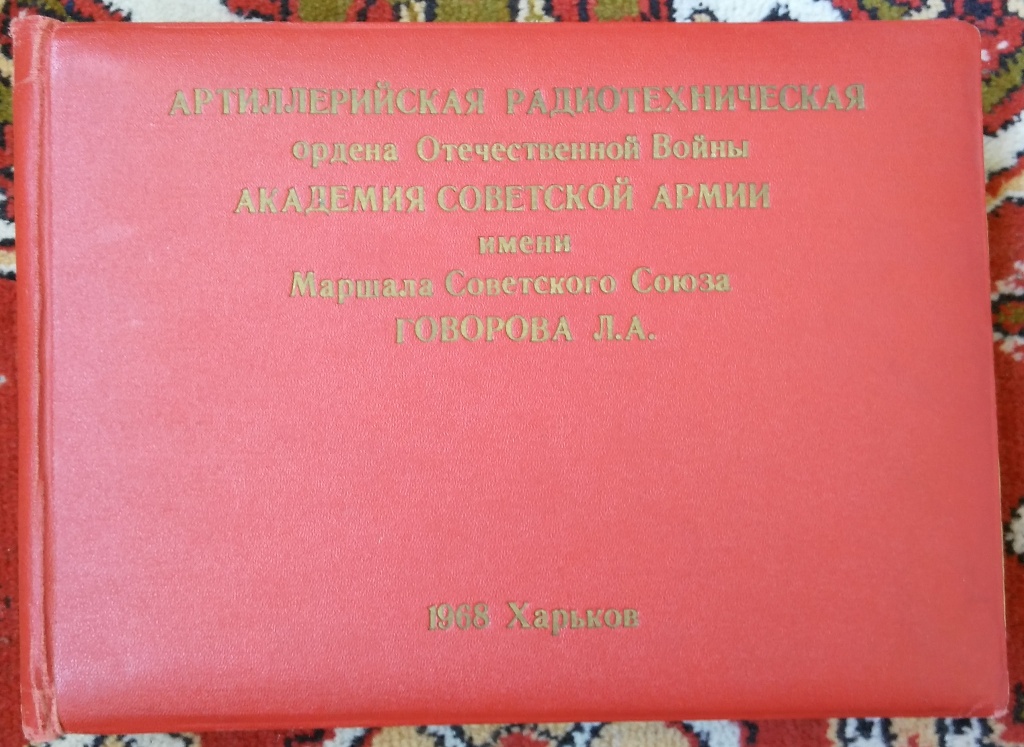 АРТИЛЛЕРИЙСКАЯ РАДИОТЕХНИЧЕСКАЯ
ордена Отечественной Войны
АКАДЕМИЯ СОВЕТСКОЙ АРМИИ
имени
Маршала Советского Союза
ГОВОРОВА Л.А.
1968 Харьков